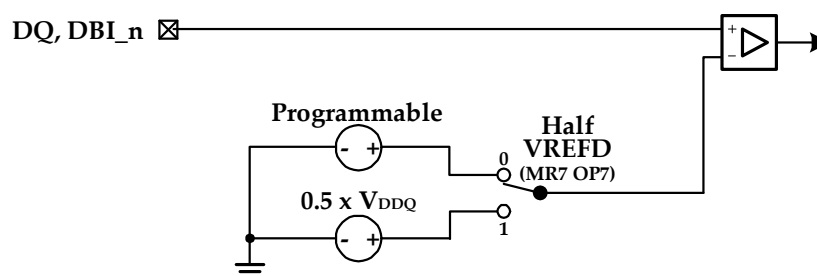 DQ, DBI_n
+
-
Programmable
- +
Half
VREFD
(MR7 OP7)
0
0.5 x VDDQ
- +
1